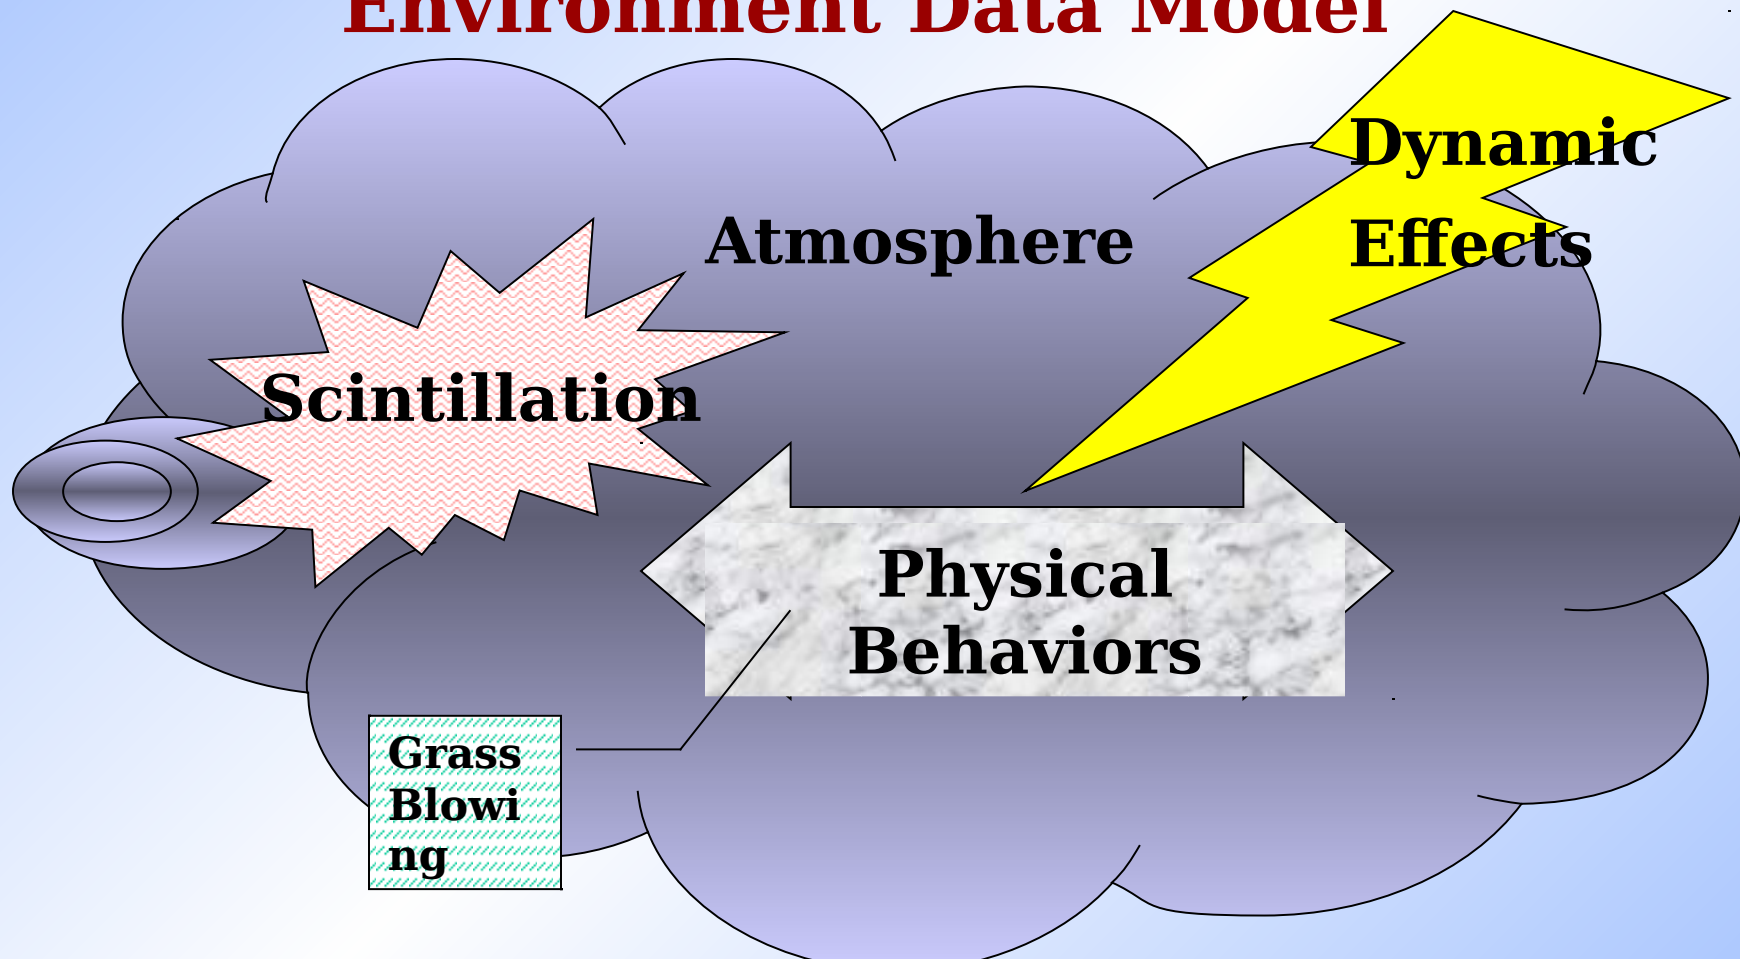 Environment Data Model
Dynamic
Atmosphere
Effects
Scintillation
Physical
Behaviors
Grass
Blowi
ng